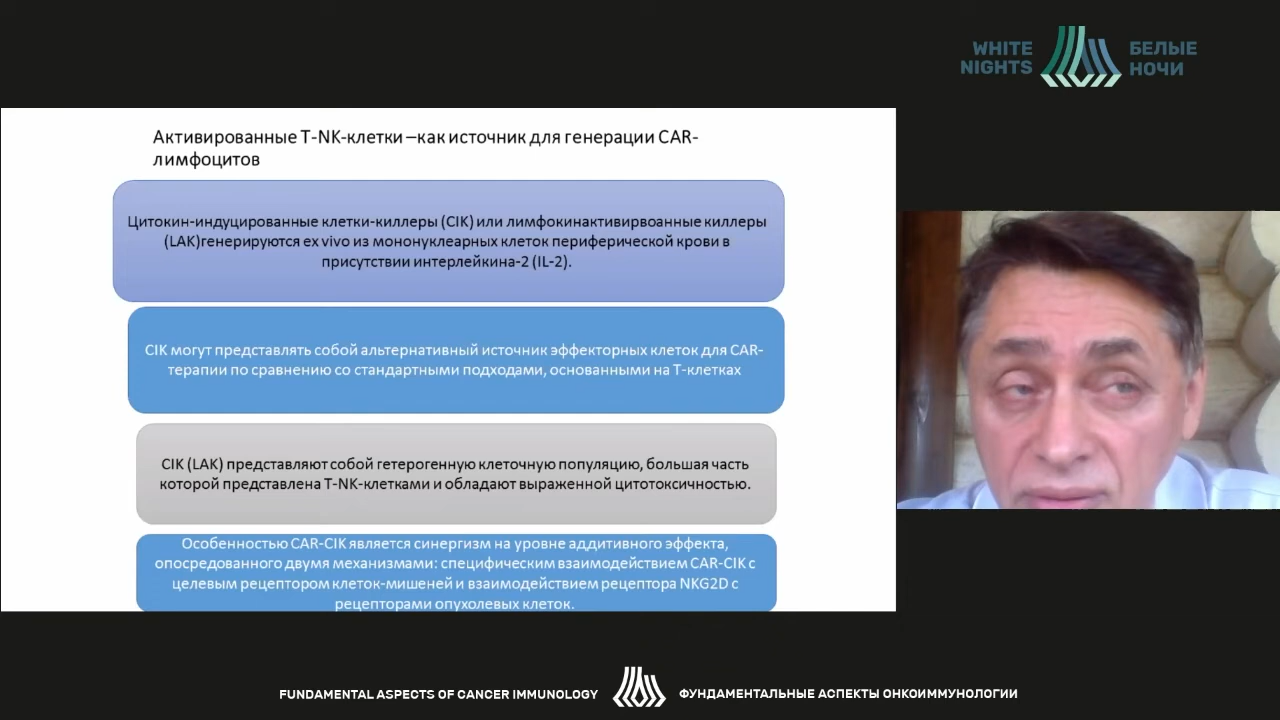 WHITE
NIGHTS
БЕЛЫЕ
НОЧИ
Активированные T-NK-клетки –как источник для генерации CAR-
лимфоцитов
Цитокин-индуцированные клетки-киллеры (CIK) или лимфокинактивирвоанные киллеры
(LAK)генерируются ex vivo из мононуклеарных клеток периферической крови в
присутствии интерлейкина-2 (IL-2).
CIK могут представлять собой альтернативный источник эффекторных клеток для CAR-
терапии по сравнению со стандартными подходами, основанными на Т-клетках
CIK (LAK) представляют собой гетерогенную клеточную популяцию, большая часть
которой представлена T-NK-клетками и обладают выраженной цитотоксичностью.
Особенностью CAR-CIK является синергизм на уровне аддитивного эффекта,
опосредованного двумя механизмами: специфическим взаимодействием CAR-CIK с
целевым рецептором клеток-мишеней и взаимодействием рецептора NKG2D с
рецепторами опухолевых клеток.
FUNDAMENTAL ASPECTS OF CANCER IMMUNOLOGY
ФУНДАМЕНТАЛЬНЫЕ АСПЕКТЫ ОНКОИММУНОЛОГИИ